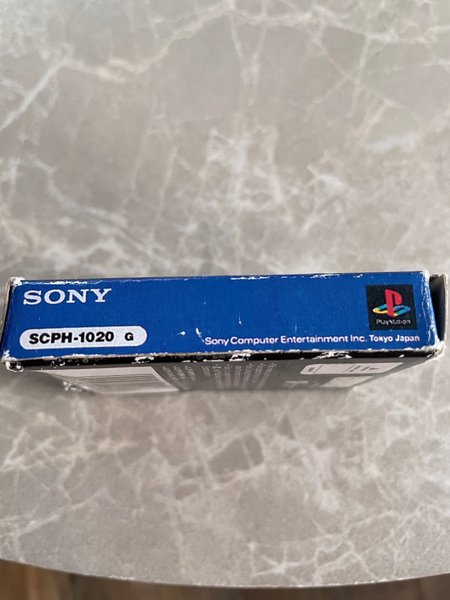 SONY
PlayStation
SCPH-1020 G
Sony Computer Entertainment Inc. Tokyo Japan